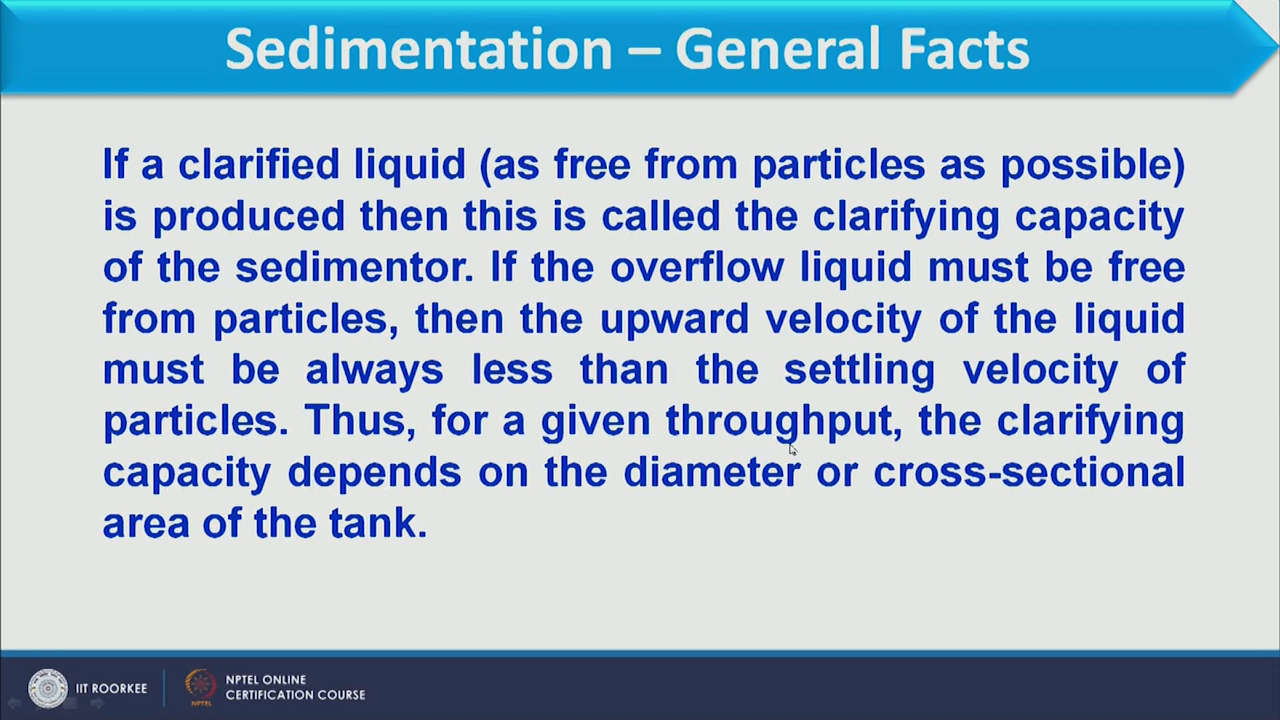 Sedimentation – General Facts
If a clarified liquid (as free from particles as possible)
is produced then this is called the clarifying capacity
of the sedimentor. If the overflow liquid must be free
from particles, then the upward velocity of the liquid
must be always less than the settling velocity of
particles. Thus, for a given throughput, the clarifying
capacity depends on the diameter or cross-sectional
area of the tank.
IIT ROORKEE
NPTEL ONLINE
CERTIFICATION COURSE
NPTEL